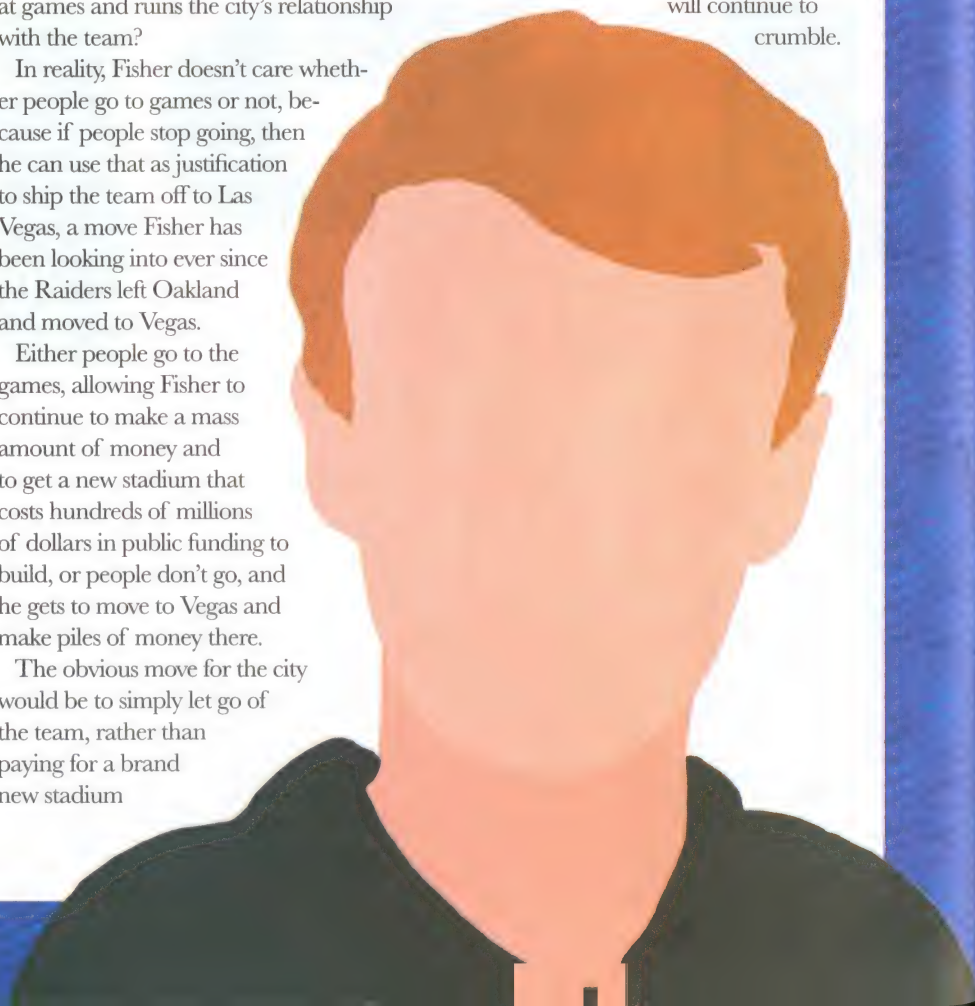 at games and ruins the city's relationship
with the team?
In reality, Fisher doesn't care wheth-
er people go to games or not, be-
cause if people stop going, then
he can use that as justification
to ship the team off to Las
Vegas, a move Fisher has
been looking into ever since
the Raiders left Oakland
and moved to Vegas.
Either people go to the
games, allowing Fisher to
continue to make a mass
amount of money and
to get a new stadium that
costs hundreds of millions
of dollars in public funding to
build, or people don't go, and
he gets to move to Vegas and
make piles of money there.
The obvious move for the city
would be to simply let go of
the team, rather than
paying for a brand
new stadium
will continue to
crumble.